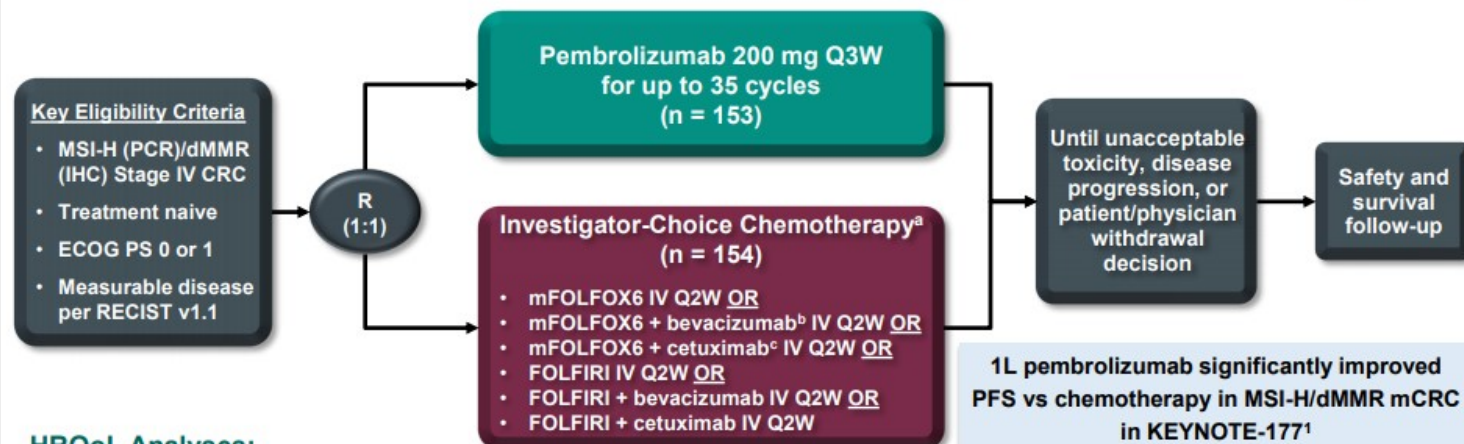 Key Eligibility Criteria
• MSI-H (PCR)/dMMR
(IHC) Stage IV CRC
• Treatment naive
• ECOG PS 0 or 1
• Measurable disease
per RECIST v1.1
R
(1:1)
Pembrolizumab 200 mg Q3W
for up to 35 cycles
(n = 153)
Investigator-Choice Chemotherapyᵃ
(n = 154)
• mFOLFOX6 IV Q2W OR
• mFOLFOX6 + bevacizumabᵇ IV Q2W OR
• mFOLFOX6 + cetuximabᶜ IV Q2W OR
• FOLFIRI IV Q2W OR
• FOLFIRI + bevacizumab IV Q2W OR
• FOLFIRI + cetuximab IV Q2W
Until unacceptable
toxicity, disease
progression, or
patient/physician
withdrawal
decision
Safety and
survival
follow-up
1L pembrolizumab significantly improved
PFS vs chemotherapy in MSI-H/dMMR mCRC
in KEYNOTE-177¹
HRQoL Analyses: